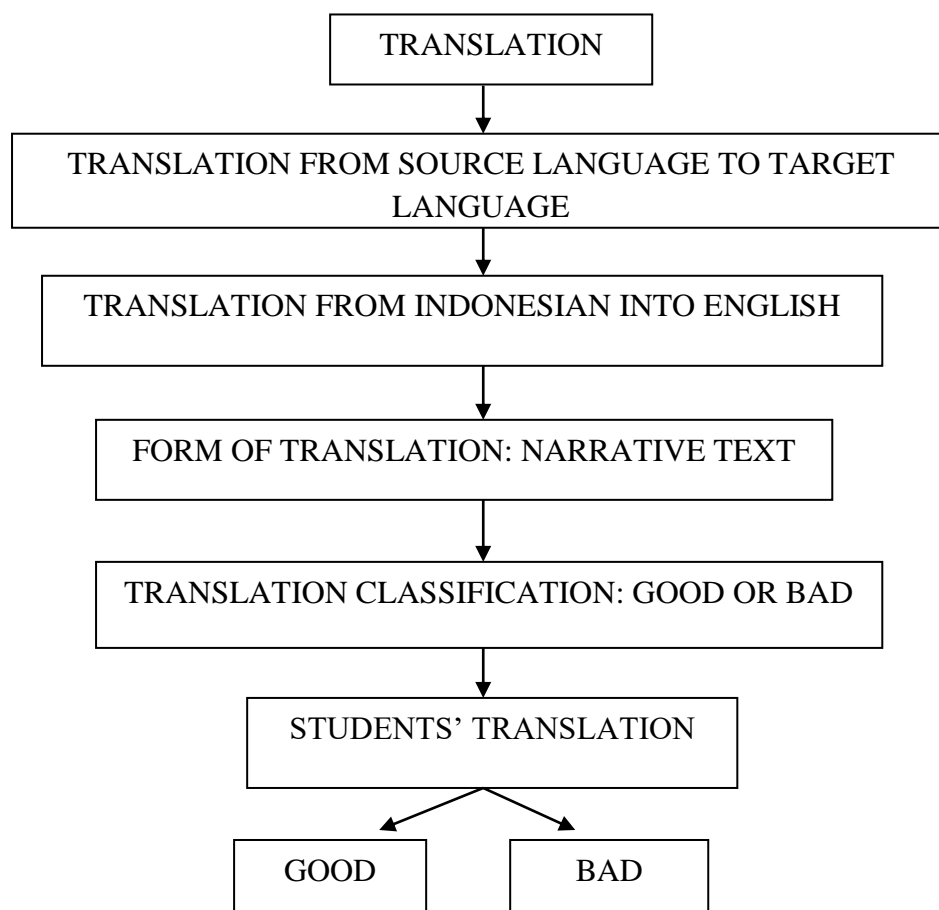 TRANSLATION
TRANSLATION FROM SOURCE LANGUAGE TO TARGET
LANGUAGE
TRANSLATION FROM INDONESIAN INTO ENGLISH
FORM OF TRANSLATION: NARRATIVE TEXT
TRANSLATION CLASSIFICATION: GOOD OR BAD
STUDENTS’ TRANSLATION
GOOD
BAD